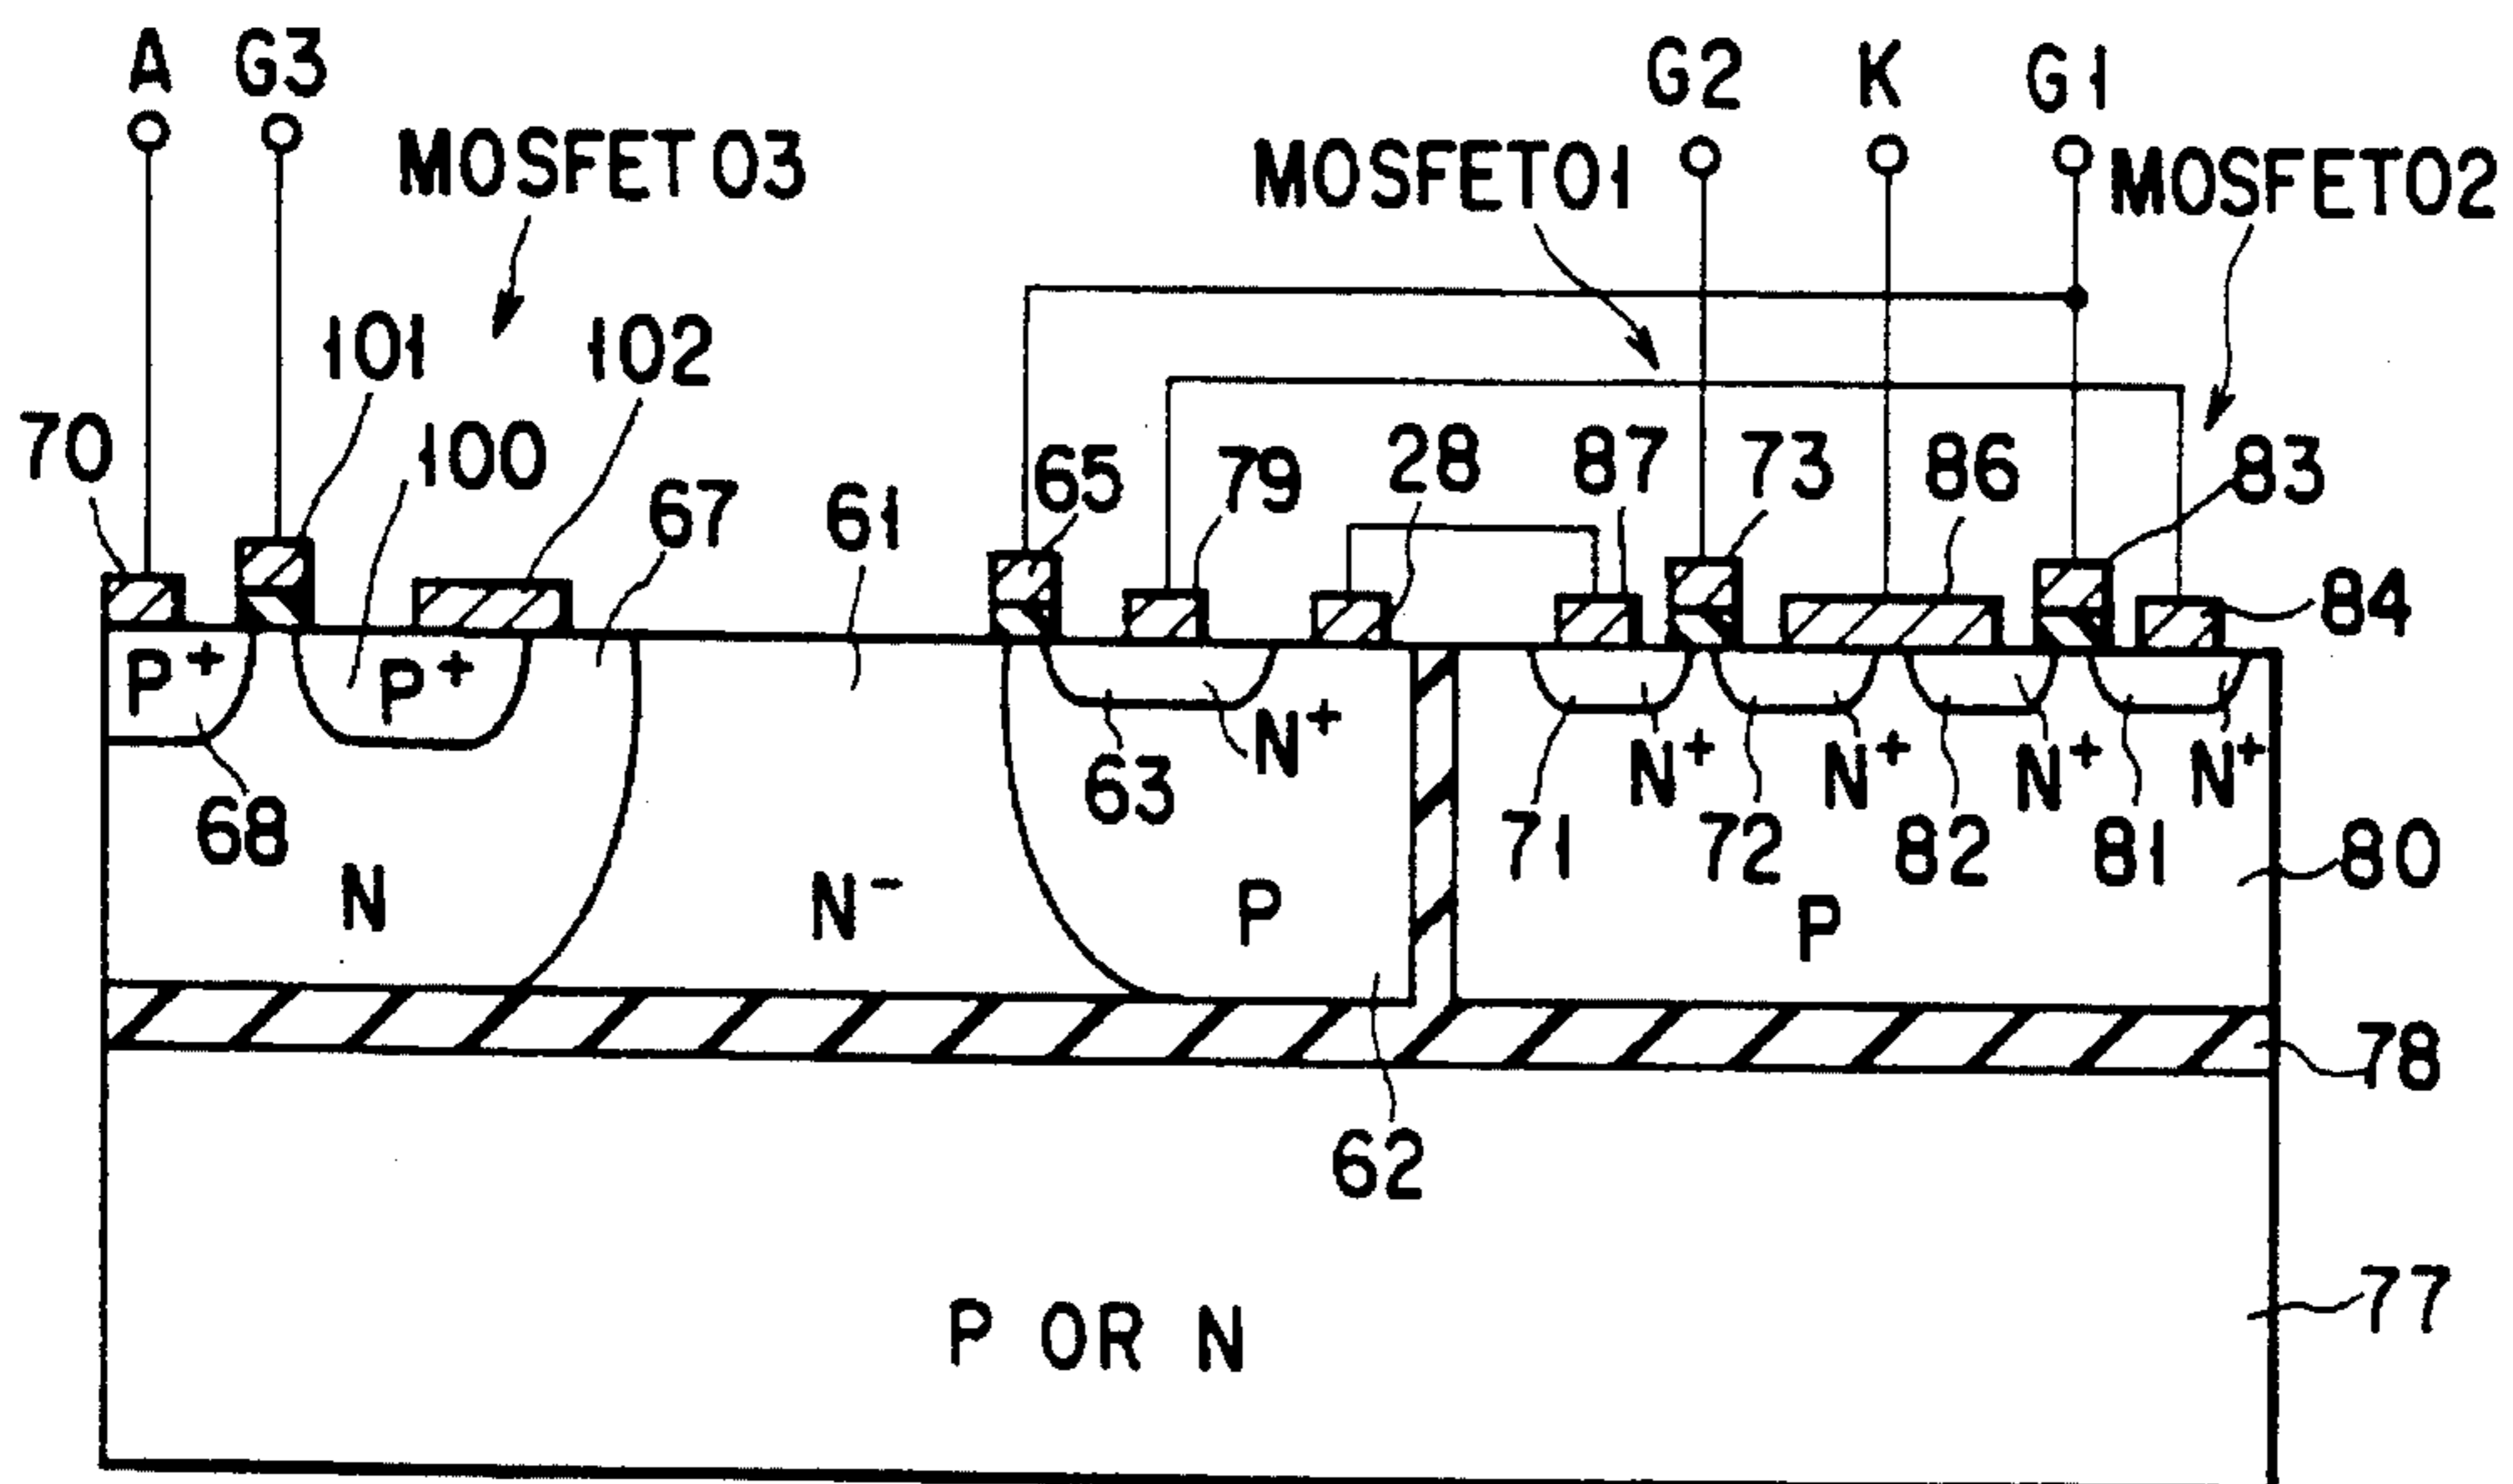 A G3 G2 K G1
MOSFET03 MOSFET01 MOSFET02
101 102
70 100 67 61 65 79 28 87 73 86 83
84
P+ P+
63 N+ N+ N+ N+ N+
68 71 72 82 81 80
N N- P P
78
62
77
P OR N